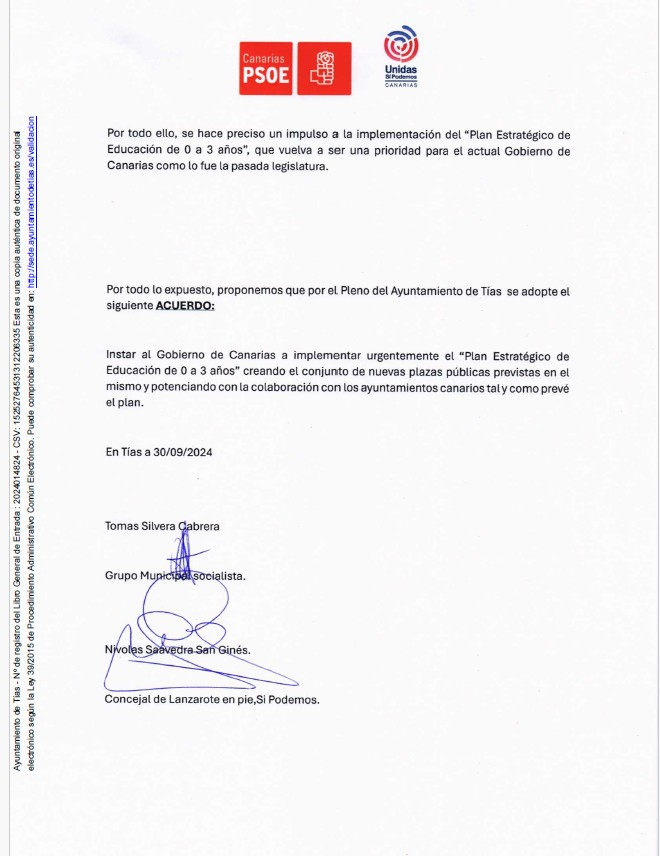 Canarias
PSOE
Unidas
Sí Podemos
CANARIAS
Por todo ello, se hace preciso un impulso a la implementación del “Plan Estratégico de
Educación de 0 a 3 años”, que vuelva a ser una prioridad para el actual Gobierno de
Canarias como lo fue la pasada legislatura.
Por todo lo expuesto, proponemos que por el Pleno del Ayuntamiento de Tías se adopte el
siguiente ACUERDO:
Instar al Gobierno de Canarias a implementar urgentemente el “Plan Estratégico de
Educación de 0 a 3 años” creando el conjunto de nuevas plazas públicas previstas en el
mismo y potenciando con la colaboración con los ayuntamientos canarios tal y como prevé
el plan.
En Tías a 30/09/2024
Tomas Silvera Cabrera
Grupo Municipal socialista.
Nivolas Saavedra San Ginés.
Concejal de Lanzarote en pie,Si Podemos.
Ayuntamiento de Tías - Nº de registro del Libro General de Entrada : 2024014824 - CSV: 15252764531312206335 Esta es una copia auténtica de documento original
electrónico según la Ley 39/2015 de Procedimiento Administrativo Común Electrónico. Puede comprobar su autenticidad en: http://sede.ayuntamientodetias.es/validacion